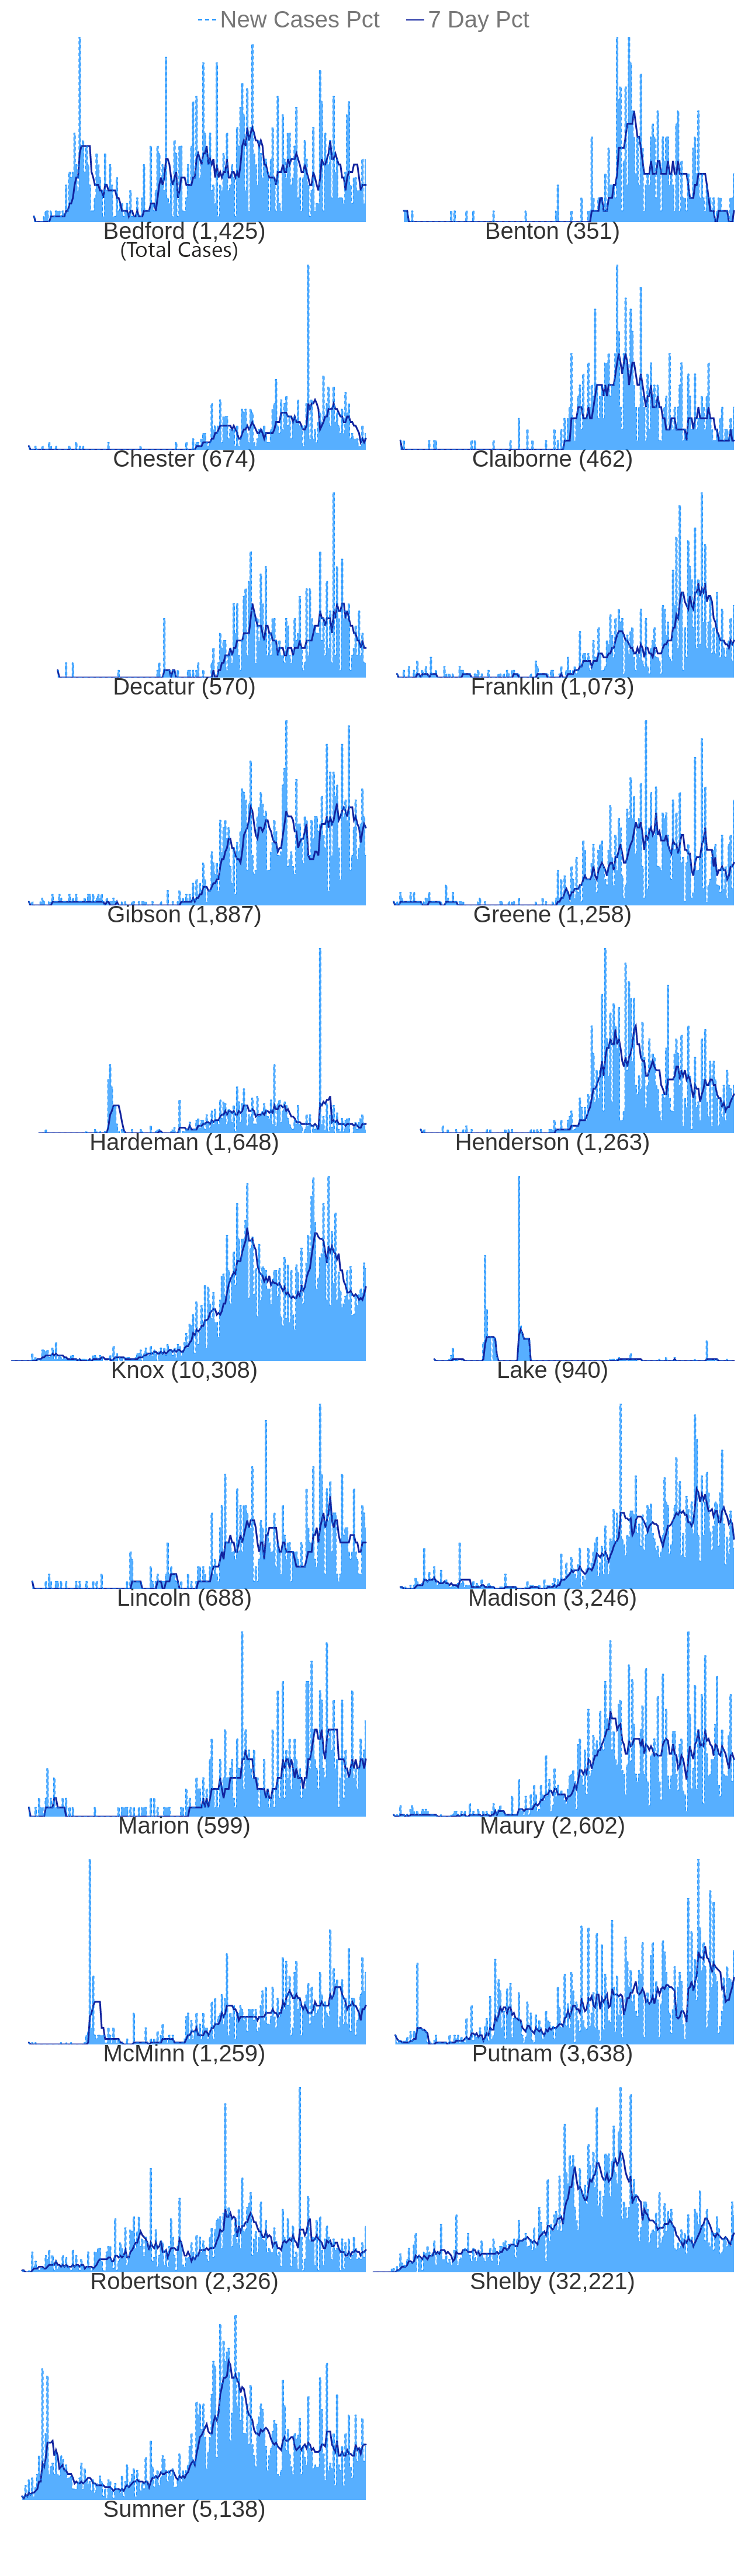 New Cases Pct 7 Day Pct
Bedford (1,425) Benton (351)
(Total Cases)
Chester (674) Claiborne (462)
Decatur (570) Franklin (1,073)
Gibson (1,887) Greene (1,258)
Hardeman (1,648) Henderson (1,263)
Knox (10,308) Lake (940)
Lincoln (688) Madison (3,246)
Marion (599) Maury (2,602)
McMinn (1,259) Putnam (3,638)
Robertson (2,326) Shelby (32,221)
Sumner (5,138)